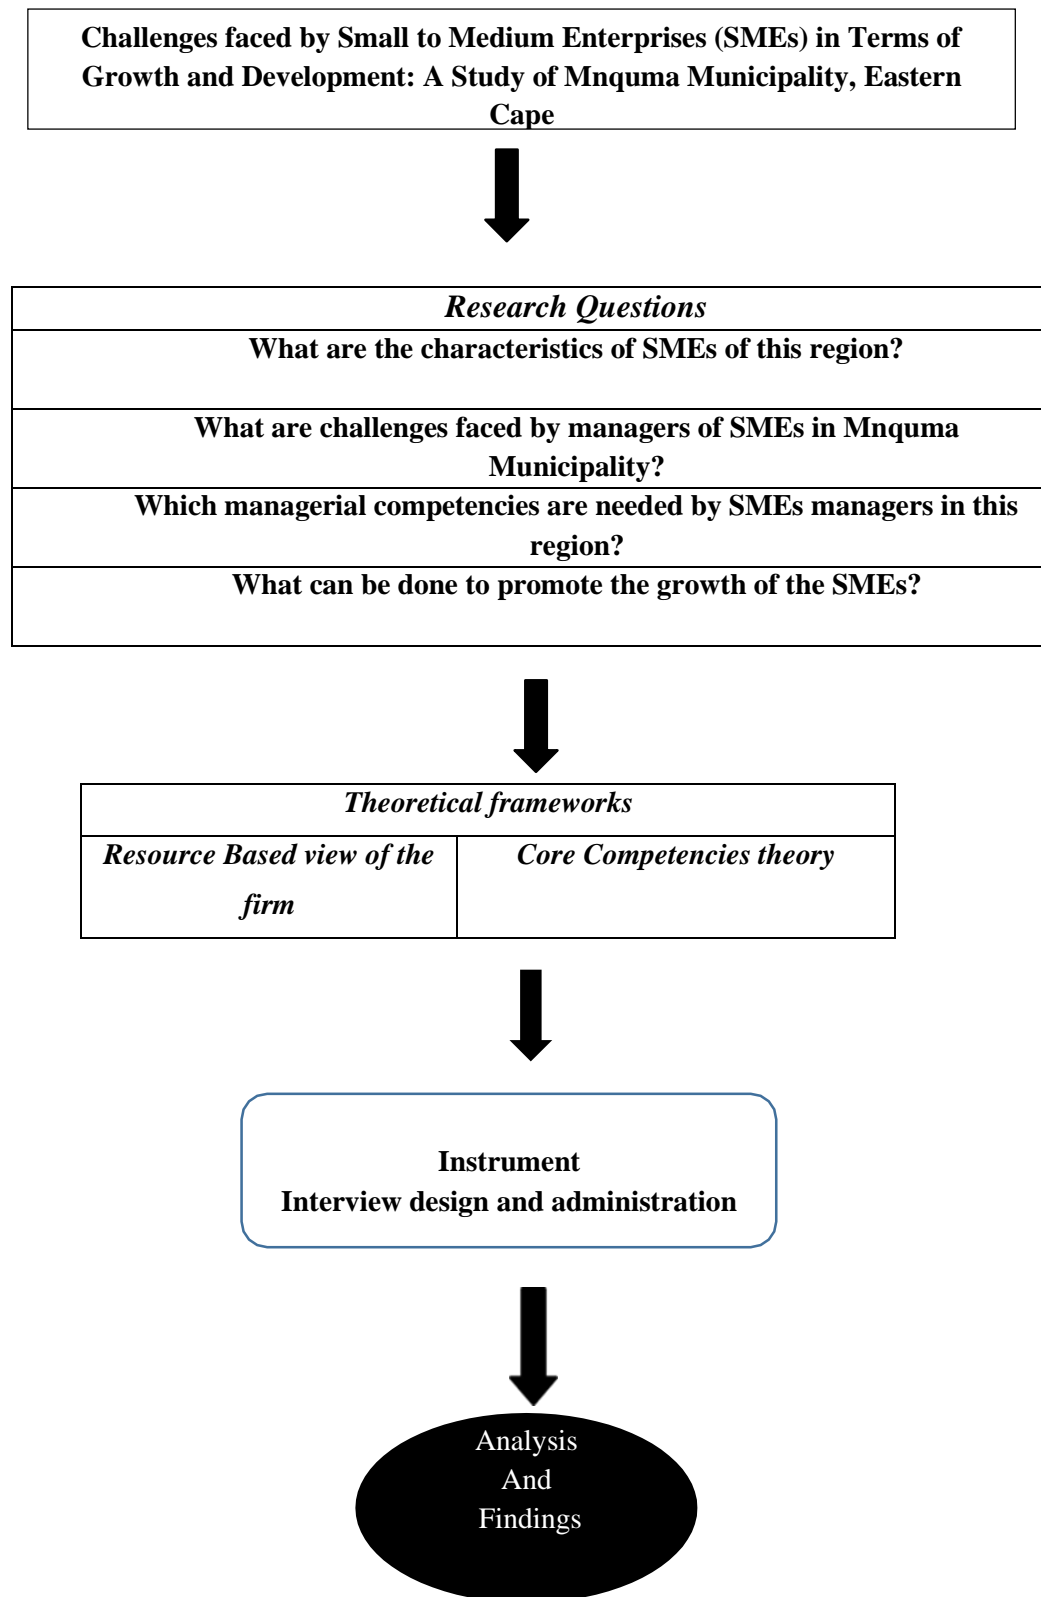 Challenges faced by Small to Medium Enterprises (SMEs) in Terms of
Growth and Development: A Study of Mnquma Municipality, Eastern
Cape
Research Questions
What are the characteristics of SMEs of this region?
What are challenges faced by managers of SMEs in Mnquma
Municipality?
Which managerial competencies are needed by SMEs managers in this
region?
What can be done to promote the growth of the SMEs?
Theoretical frameworks
Resource Based view of the
firm
Core Competencies theory
Instrument
Interview design and administration
Analysis
And
Findings